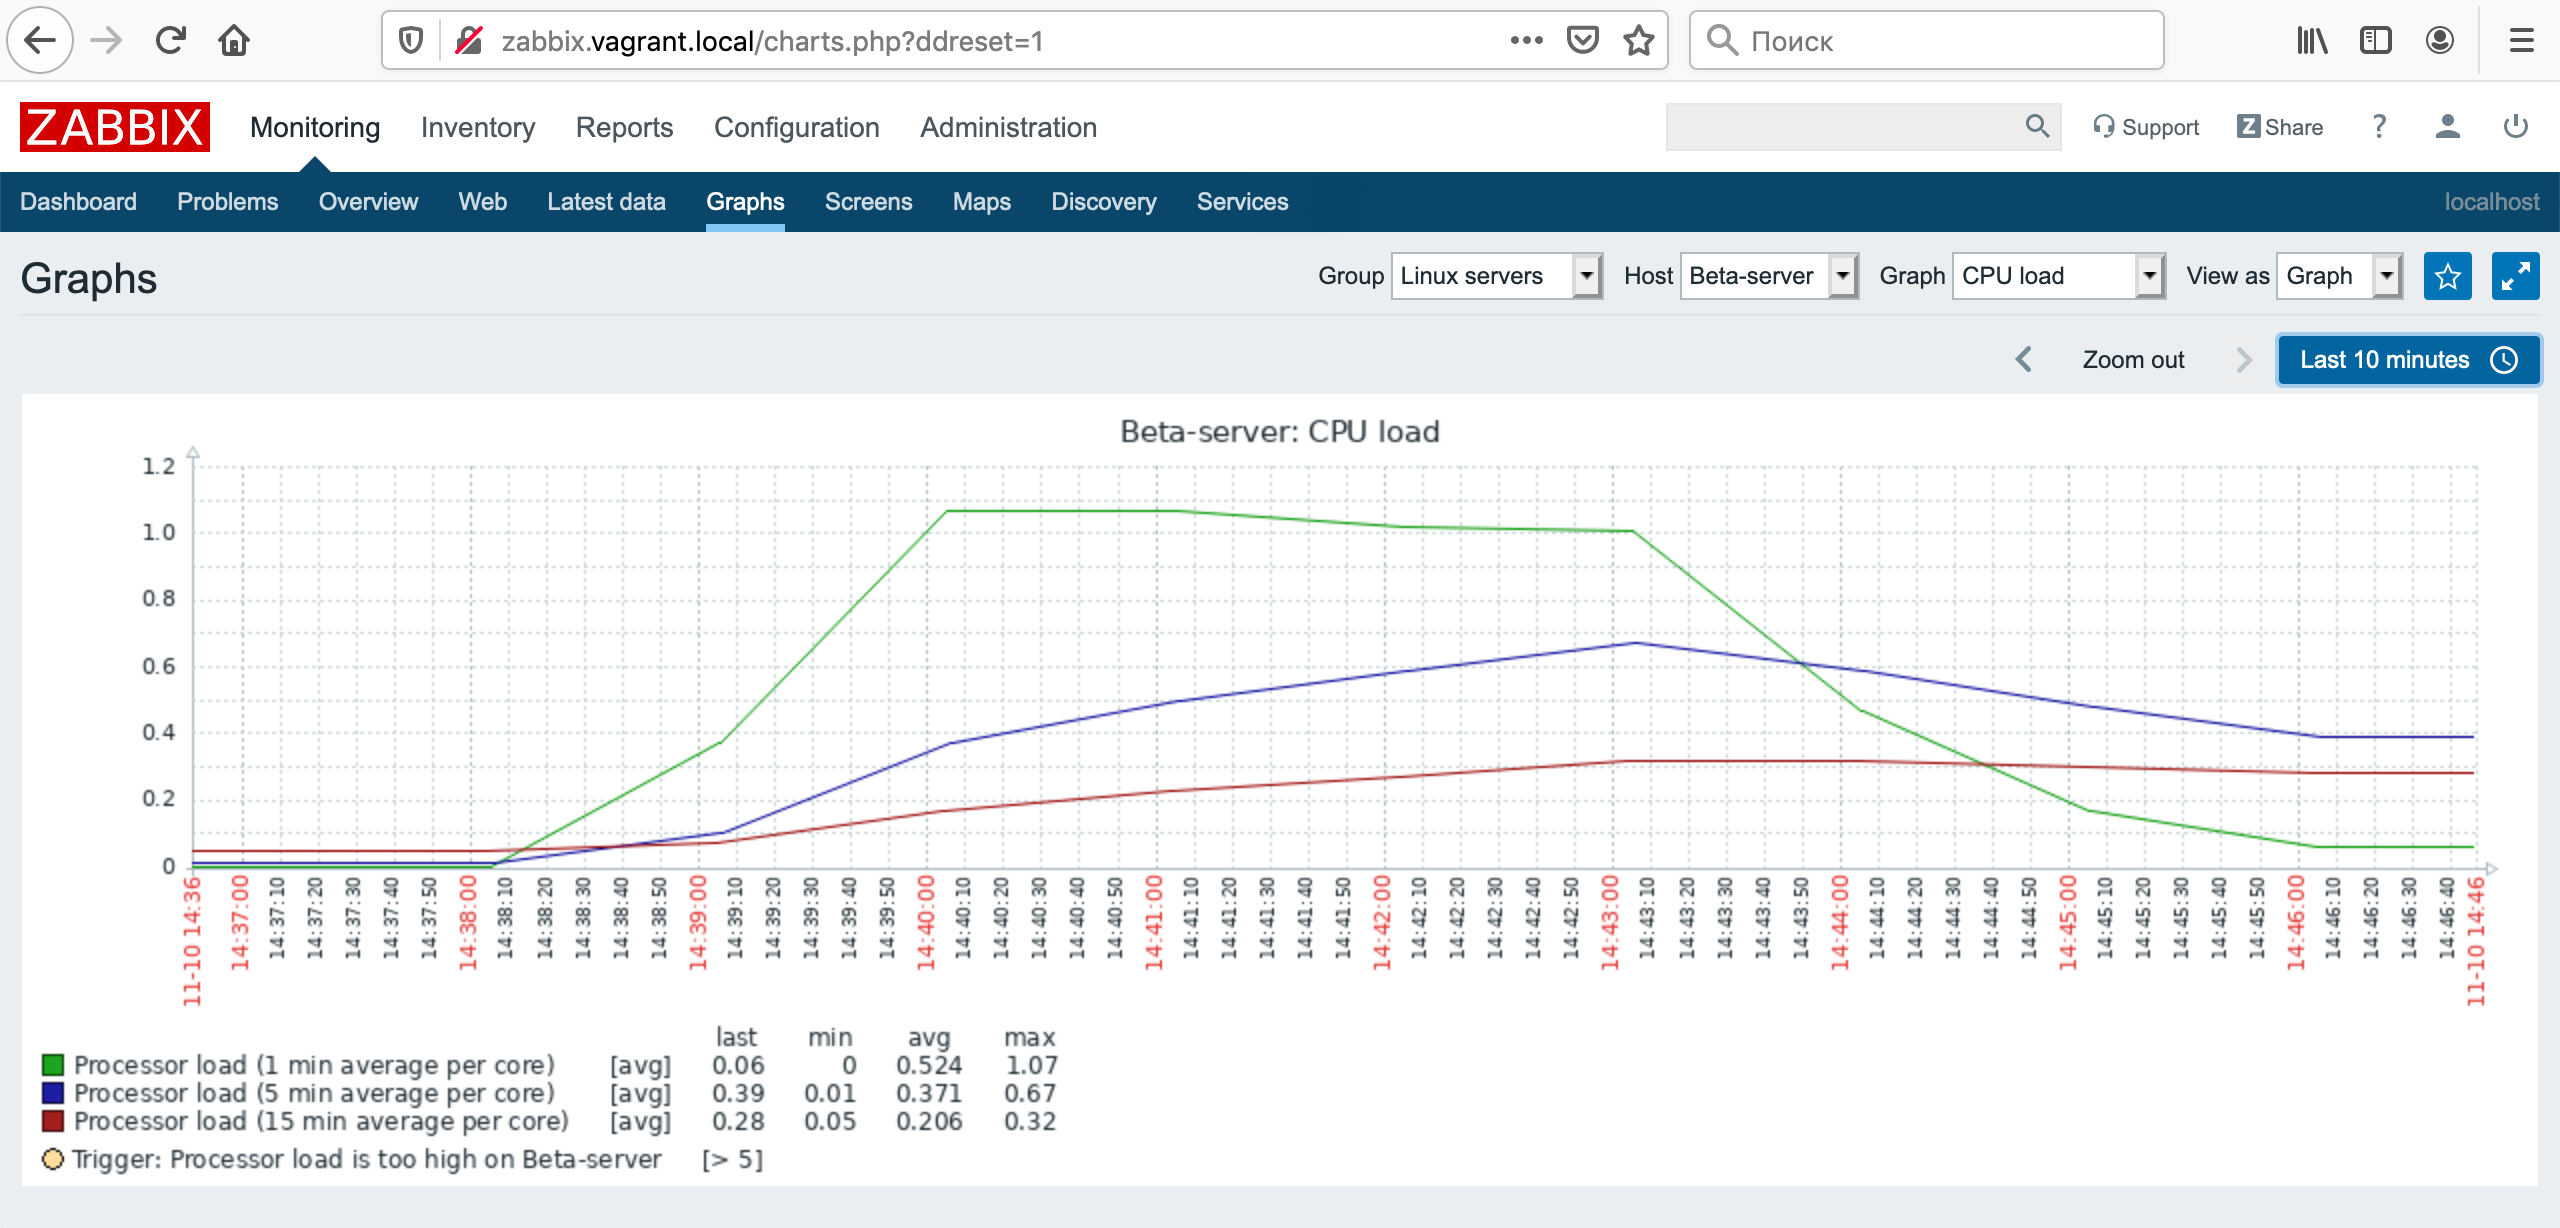 zabbix.vagrant.local/charts.php?ddreset=1 Поиск
ZABBIX Monitoring Inventory Reports Configuration Administration Support Z Share ?
Dashboard Problems Overview Web Latest data Graphs Screens Maps Discovery Services localhost
Graphs Group Linux servers Host Beta-server Graph CPU load View as Graph
Zoom out Last 10 minutes
Beta-server: CPU load
1.2
1.0
0.8
0.6
0.4
0.2
0
11-10 14:36 14:37:00 14:37:10 14:37:20 14:37:30 14:37:40 14:37:50 14:38:00 14:38:10 14:38:20 14:38:30 14:38:40 14:38:50 14:39:00 14:39:10 14:39:20 14:39:30 14:39:40 14:39:50 14:40:00 14:40:10 14:40:20 14:40:30 14:40:40 14:40:50 14:41:00 14:41:10 14:41:20 14:41:30 14:41:40 14:41:50 14:42:00 14:42:10 14:42:20 14:42:30 14:42:40 14:42:50 14:43:00 14:43:10 14:43:20 14:43:30 14:43:40 14:43:50 14:44:00 14:44:10 14:44:20 14:44:30 14:44:40 14:44:50 14:45:00 14:45:10 14:45:20 14:45:30 14:45:40 14:45:50 14:46:00 14:46:10 14:46:20 14:46:30 14:46:40 11-10 14:46
last min avg max
Processor load (1 min average per core) [avg] 0.06 0 0.524 1.07
Processor load (5 min average per core) [avg] 0.39 0.01 0.371 0.67
Processor load (15 min average per core) [avg] 0.28 0.05 0.206 0.32
Trigger: Processor load is too high on Beta-server [> 5]